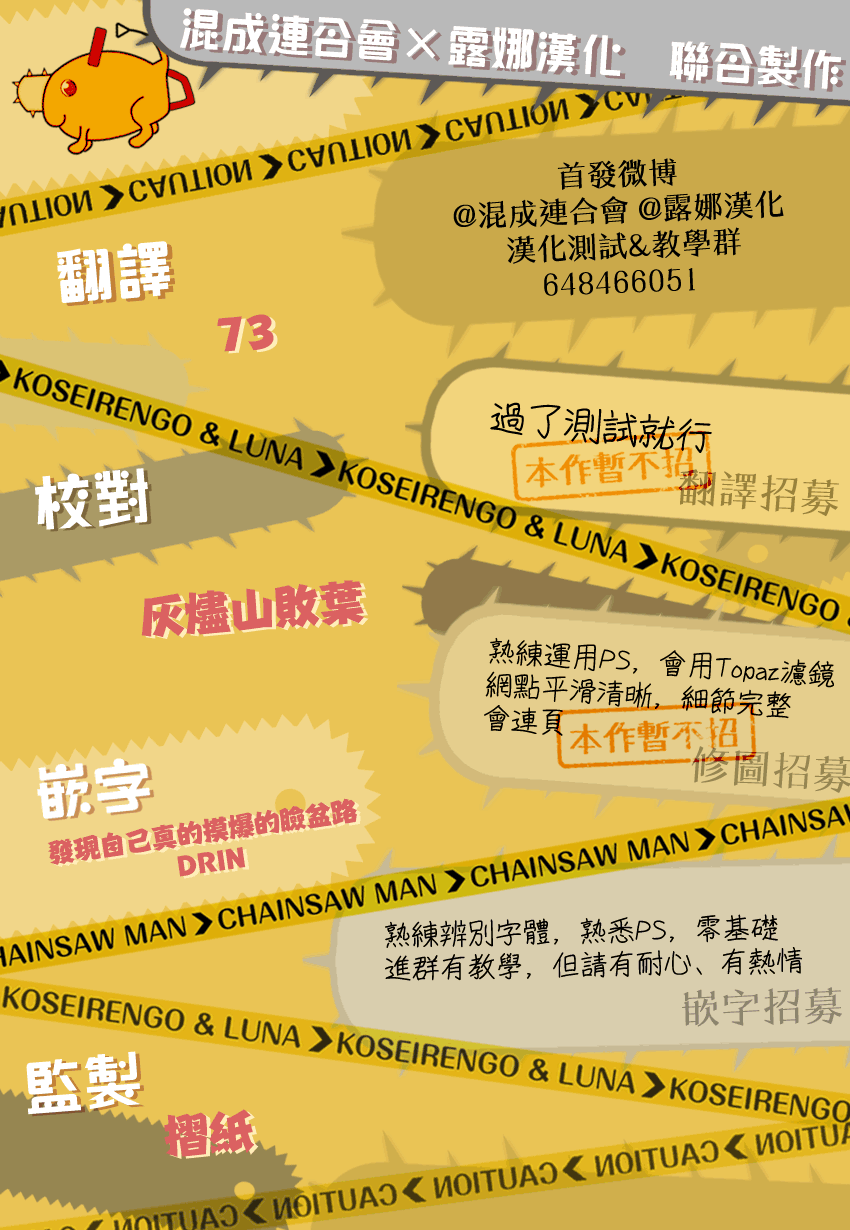 混成連合會×露娜漢化 聯合製作
CAUTION CAUTION CAUTION CAUTION CAUTION
首發微博
@混成連合會 @露娜漢化
漢化測試&教學群
648466051
翻譯
73
KOSEIRENGO & LUNA KOSEIRENGO & LUNA KOSEIRENGO &
過了測試就行
本作暫不招
翻譯招募
校對
灰燼山敗葉
熟練運用PS，會用Topaz濾鏡
網點平滑清晰，細節完整
會連頁
本作暫不招
修圖招募
嵌字
發現自己真的摸爆的臉盆路
DRIN
CHAINSAW MAN CHAINSAW MAN CHAINSAW MAN CHAINSAW
熟練辨別字體，熟悉PS，零基礎
進群有教學，但請有耐心、有熱情
嵌字招募
KOSEIRENGO & LUNA KOSEIRENGO & LUNA KOSEIRENGO
監製
摺紙
CAUTION CAUTION CAUTION CAUTION CAUTION